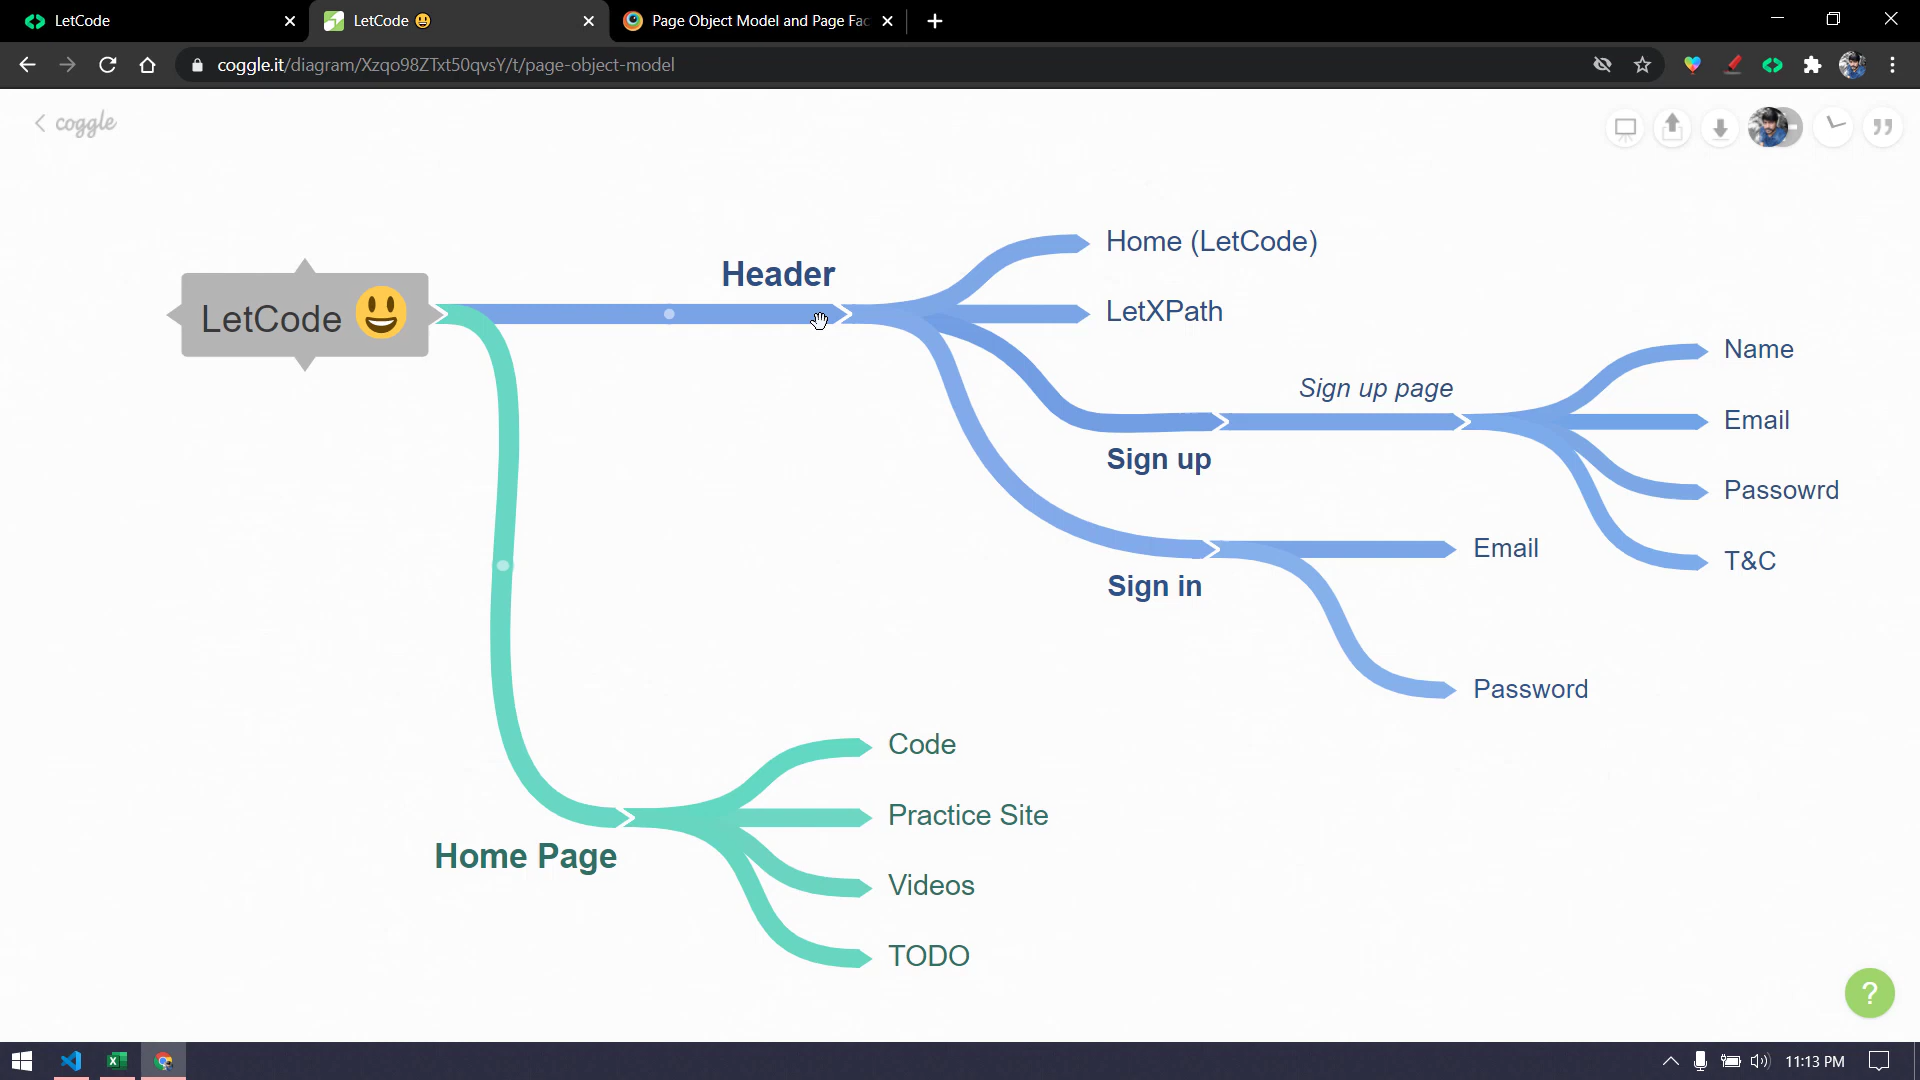 LetCode
LetCode 😃
Page Object Model and Page Fac
coggle.it/diagram/Xzqo98ZTxt50qvsY/t/page-object-model
coggle
LetCode 😃
Header
Home (LetCode)
LetXPath
Sign up
Sign up page
Name
Email
Passowrd
T&C
Sign in
Email
Password
Home Page
Code
Practice Site
Videos
TODO
?
11:13 PM